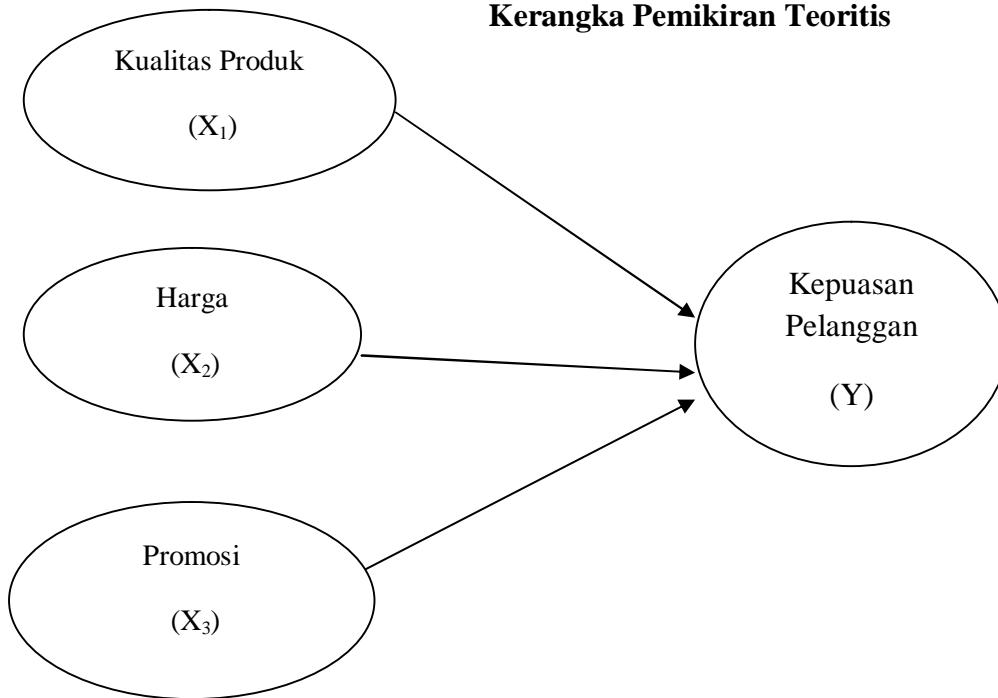 Kerangka Pemikiran Teoritis
Kualitas Produk
(X₁)
Harga
(X₂)
Promosi
(X₃)
Kepuasan
Pelanggan
(Y)